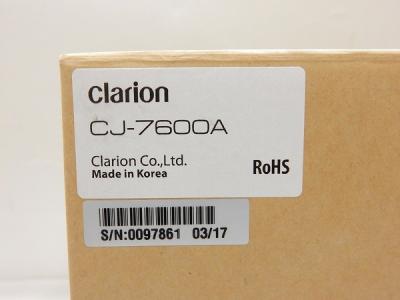 clarion
CJ-7600A
Clarion Co.,Ltd.
Made in Korea
RoHS
S/N:0097861 03/17